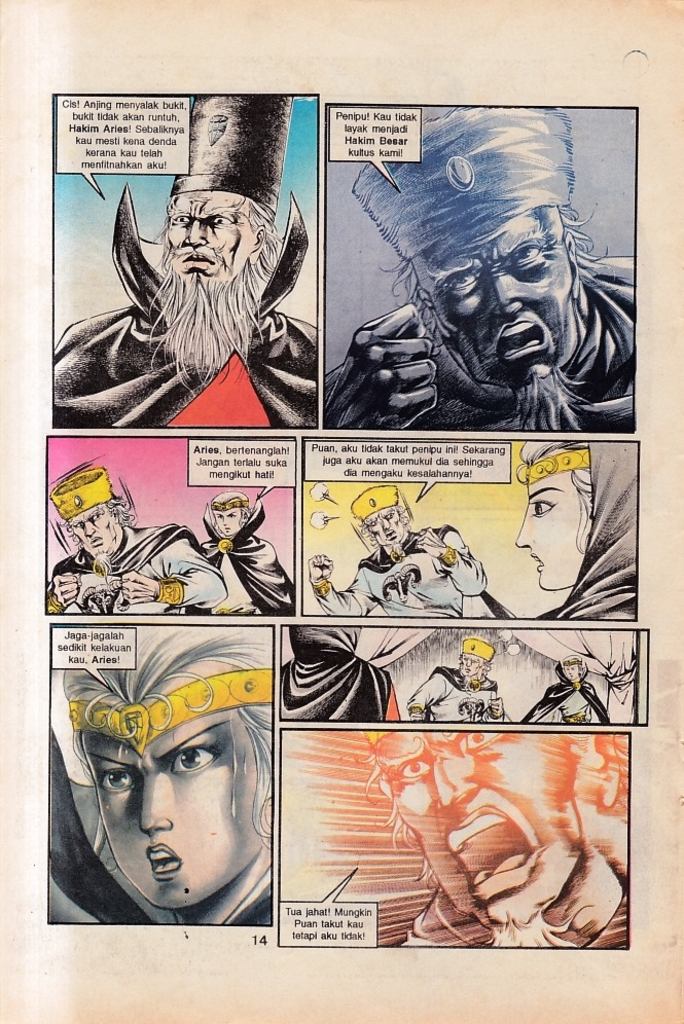 Cis! Anjing menyalak bukit,
bukit tidak akan runtuh,
Hakim Aries! Sebaliknya
kau mesti kena denda
kerana kau telah
menfitnahkan aku!
Penipu! Kau tidak
layak menjadi
Hakim Besar
kultus kami!
Aries, bertenanglah!
Jangan terlalu suka
mengikut hati!
Puan, aku tidak takut penipu ini! Sekarang
juga aku akan memukul dia sehingga
dia mengaku kesalahannya!
Jaga-jagalah
sedikit kelakuan
kau, Aries!
Tua jahat! Mungkin
Puan takut kau
tetapi aku tidak!
14